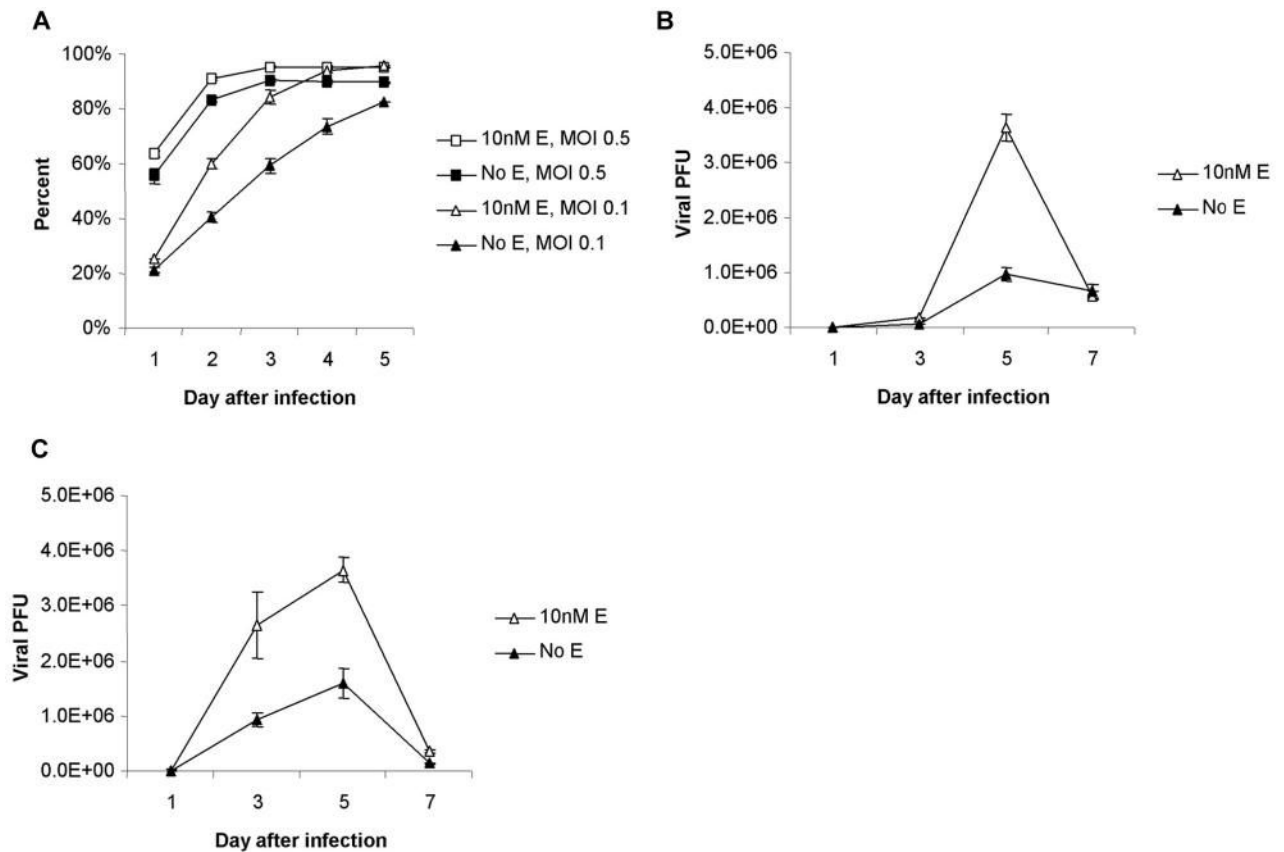 A
100%
80%
60%
40%
20%
0%
Percent
1 2 3 4 5
Day after infection
10nM E, MOI 0.5
No E, MOI 0.5
10nM E, MOI 0.1
No E, MOI 0.1
B
5.0E+06
4.0E+06
3.0E+06
2.0E+06
1.0E+06
0.0E+00
Viral PFU
1 3 5 7
Day after infection
10nM E
No E
C
5.0E+06
4.0E+06
3.0E+06
2.0E+06
1.0E+06
0.0E+00
Viral PFU
1 3 5 7
Day after infection
10nM E
No E